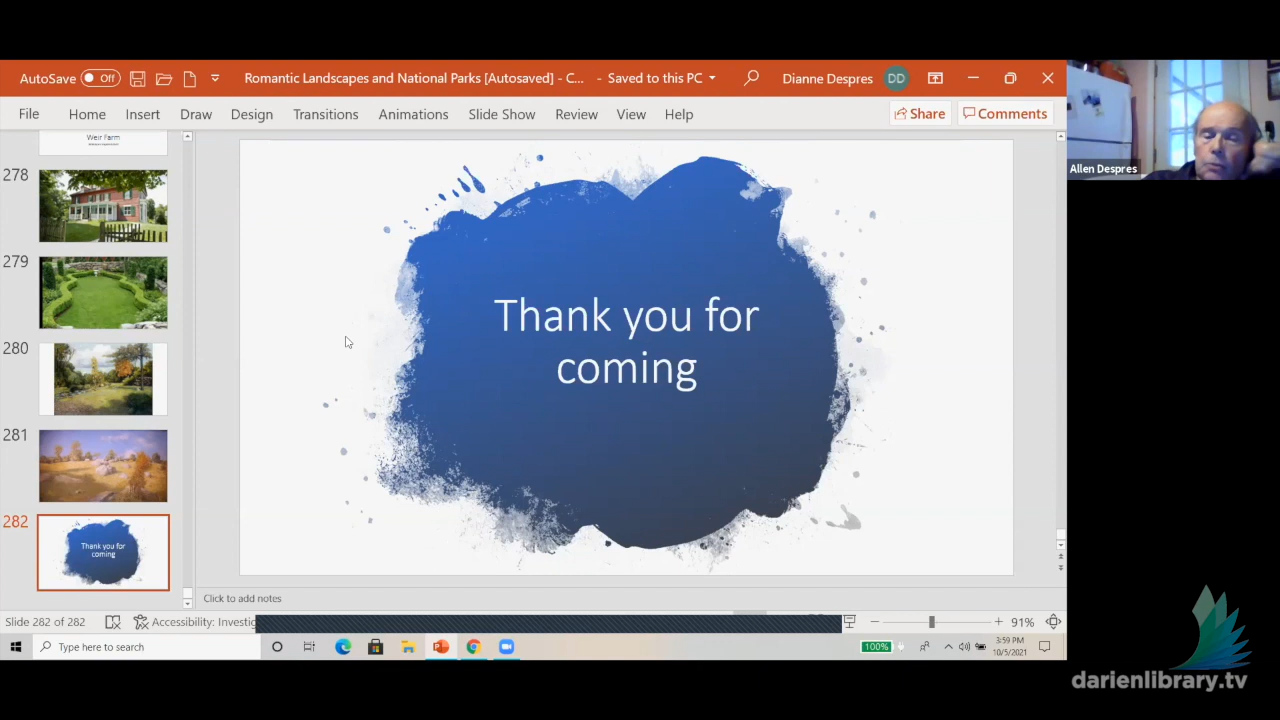 AutoSave Off Romantic Landscapes and National Parks [Autosaved] - C... - Saved to this PC Dianne Despres DD
File Home Insert Draw Design Transitions Animations Slide Show Review View Help Share Comments
Weir Farm
278
279
280
281
282
Thank you for
coming
Thank you for
coming
Allen Despres
Click to add notes
Slide 282 of 282 Accessibility: Investig 91%
Type here to search 100% 3:59 PM
10/5/2021
darienlibrary.tv